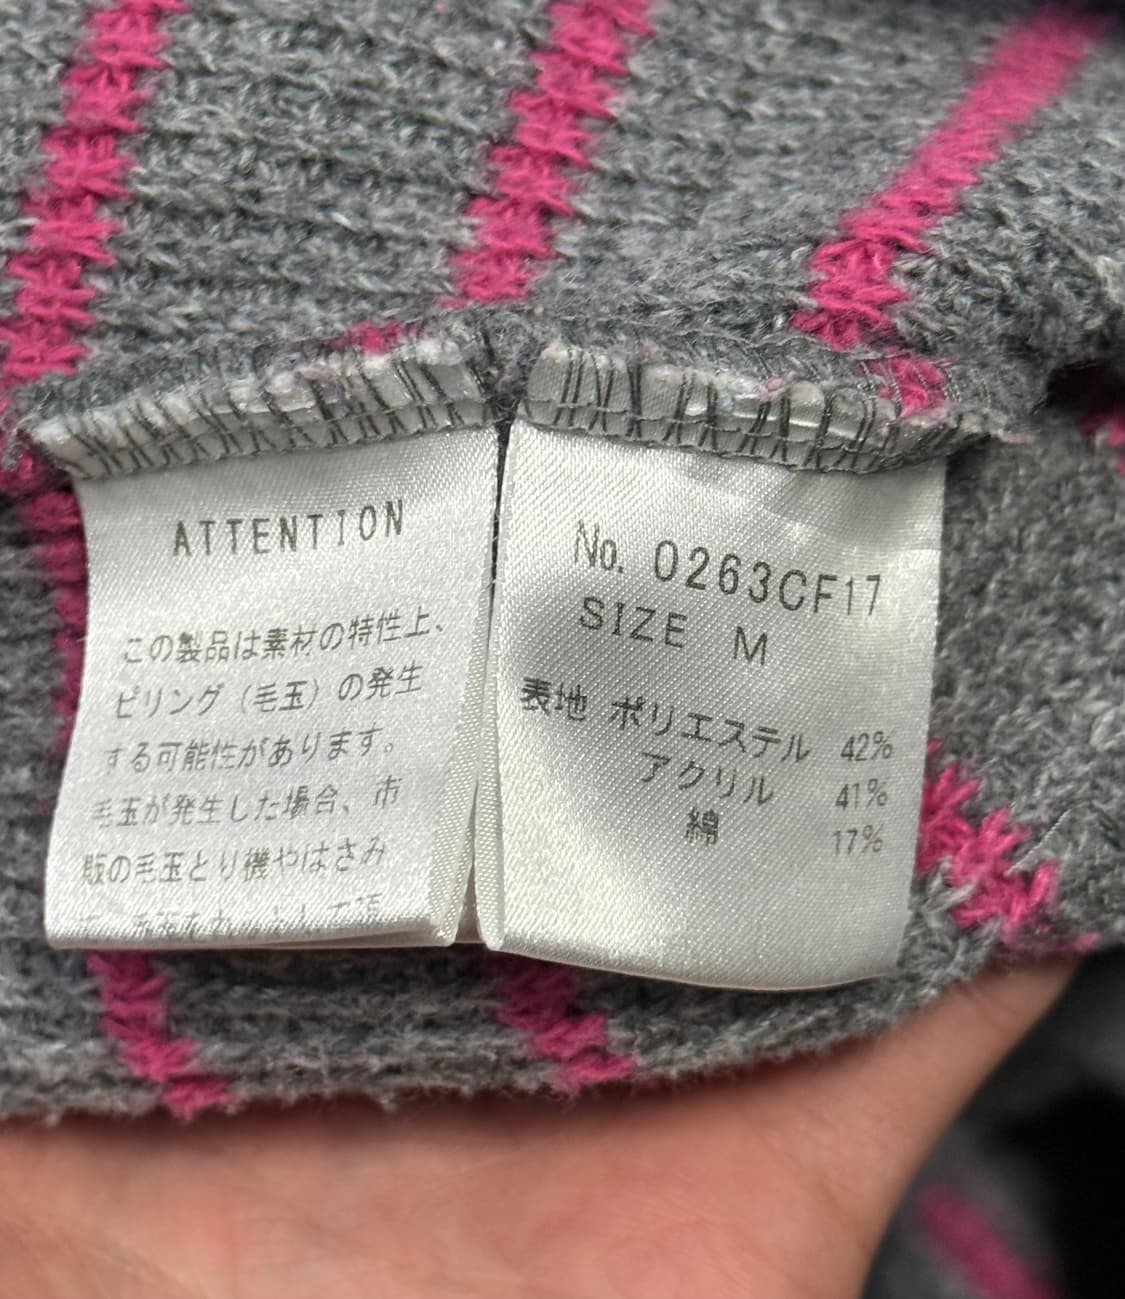 ATTENTION
この製品は素材の特性上、
ピリング（毛玉）の発生
する可能性があります。
毛玉が発生した場合、市
販の毛玉とり機やはさみ
No. 0263CF17
SIZE M
表地 ポリエステル 42%
アクリル 41%
綿 17%